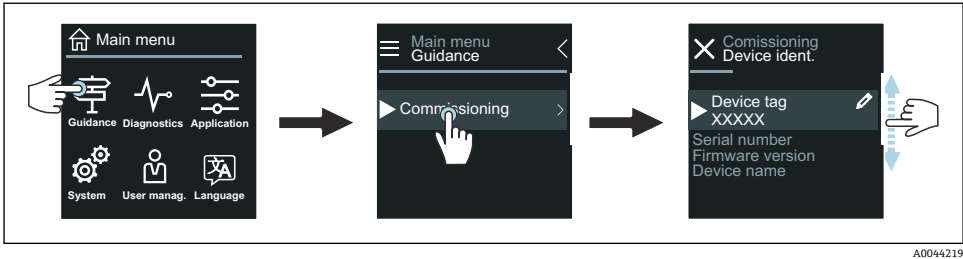 Main menu
Guidance
Diagnostics
Application
System
User manag.
Language
Main menu
Guidance
Commissioning
Comissioning
Device ident.
Device tag
XXXXX
Serial number
Firmware version
Device name
A0044219